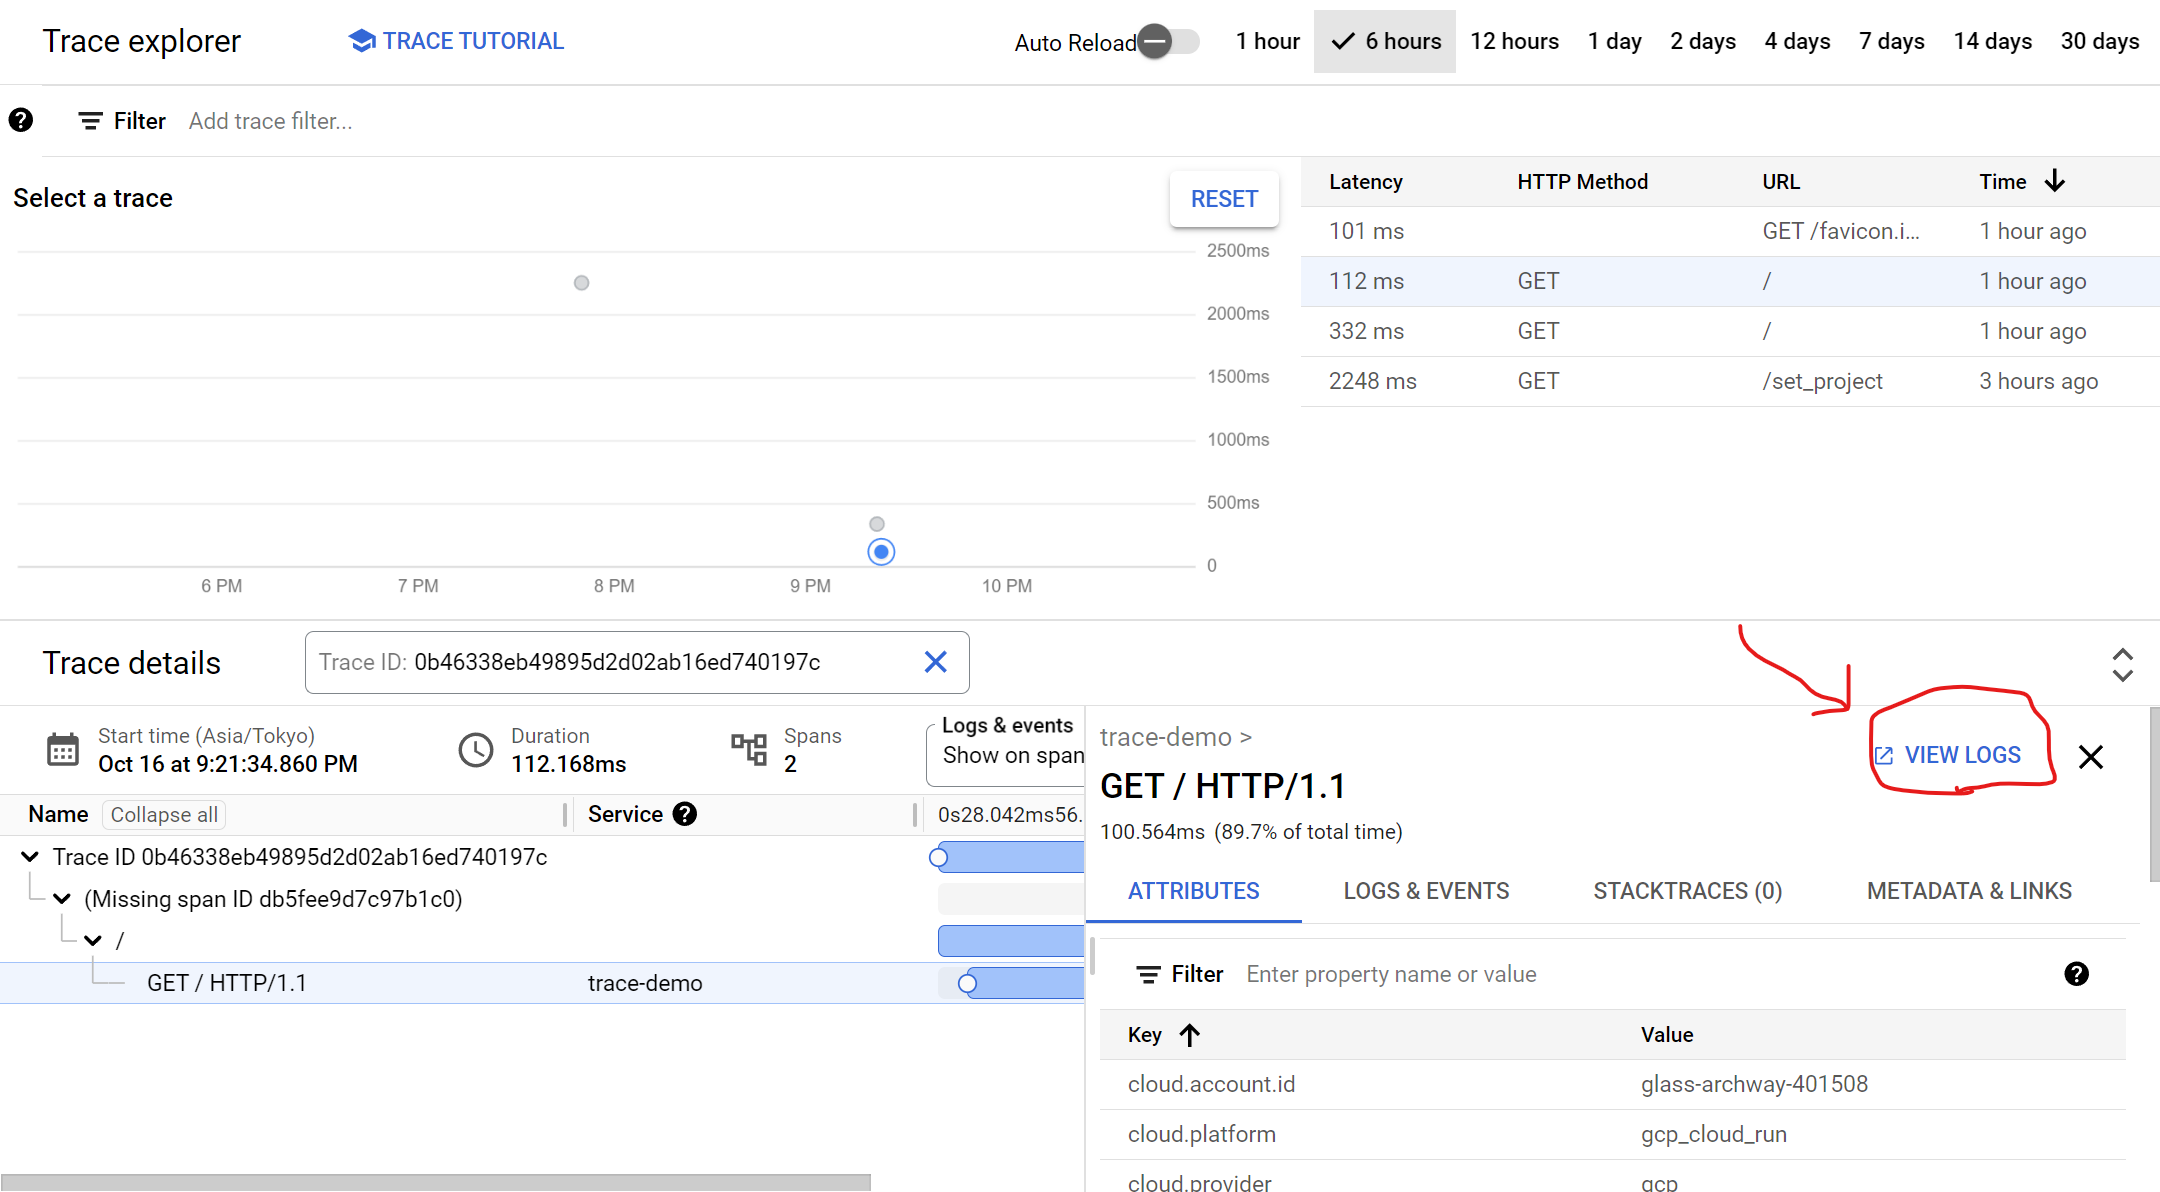 Trace explorer
TRACE TUTORIAL
Auto Reload
1 hour
6 hours
12 hours
1 day
2 days
4 days
7 days
14 days
30 days
Filter
Add trace filter...
Select a trace
RESET
2500ms
2000ms
1500ms
1000ms
500ms
0
6 PM
7 PM
8 PM
9 PM
10 PM
Latency HTTP Method URL Time
101 ms GET /favicon.i... 1 hour ago
112 ms GET / 1 hour ago
332 ms GET / 1 hour ago
2248 ms GET /set_project 3 hours ago
Trace details
Trace ID: 0b46338eb49895d2d02ab16ed740197c
Start time (Asia/Tokyo)
Oct 16 at 9:21:34.860 PM
Duration
112.168ms
Spans
2
Logs & events
Show on span
Name
Collapse all
Service
0s28.042ms56.
Trace ID 0b46338eb49895d2d02ab16ed740197c
(Missing span ID db5fee9d7c97b1c0)
/
GET / HTTP/1.1
trace-demo
trace-demo >
VIEW LOGS
GET / HTTP/1.1
100.564ms (89.7% of total time)
ATTRIBUTES
LOGS & EVENTS
STACKTRACES (0)
METADATA & LINKS
Filter
Enter property name or value
Key Value
cloud.account.id glass-archway-401508
cloud.platform gcp_cloud_run
cloud.provider gcp